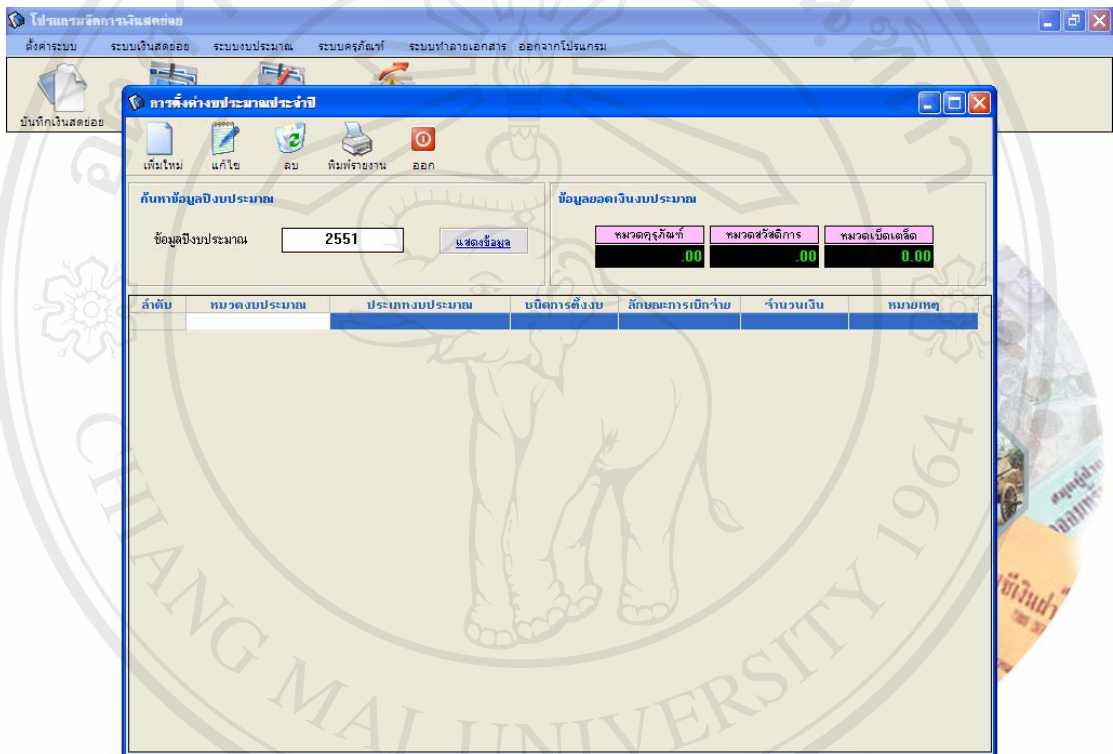 โปรแกรมจัดการเงินสดย่อย
ตั้งค่าระบบ ระบบเงินสดย่อย ระบบงบประมาณ ระบบครุภัณฑ์ ระบบทำลายเอกสาร ออกจากโปรแกรม
บันทึกเงินสดย่อย
การตั้งค่างบประมาณประจำปี
เพิ่มใหม่ แก้ไข ลบ พิมพ์รายงาน ออก
ค้นหาข้อมูลปีงบประมาณ
ข้อมูลปีงบประมาณ 2551 แสดงข้อมูล
ข้อมูลยอดเงินงบประมาณ
หมวดครุภัณฑ์ หมวดสวัสดิการ หมวดเบ็ดเตล็ด
.00 .00 0.00
ลำดับ หมวดงบประมาณ ประเภทงบประมาณ ชนิดการตั้งงบ ลักษณะการเบิกจ่าย จำนวนเงิน หมายเหตุ
CHIANG MAI UNIVERSITY 1964